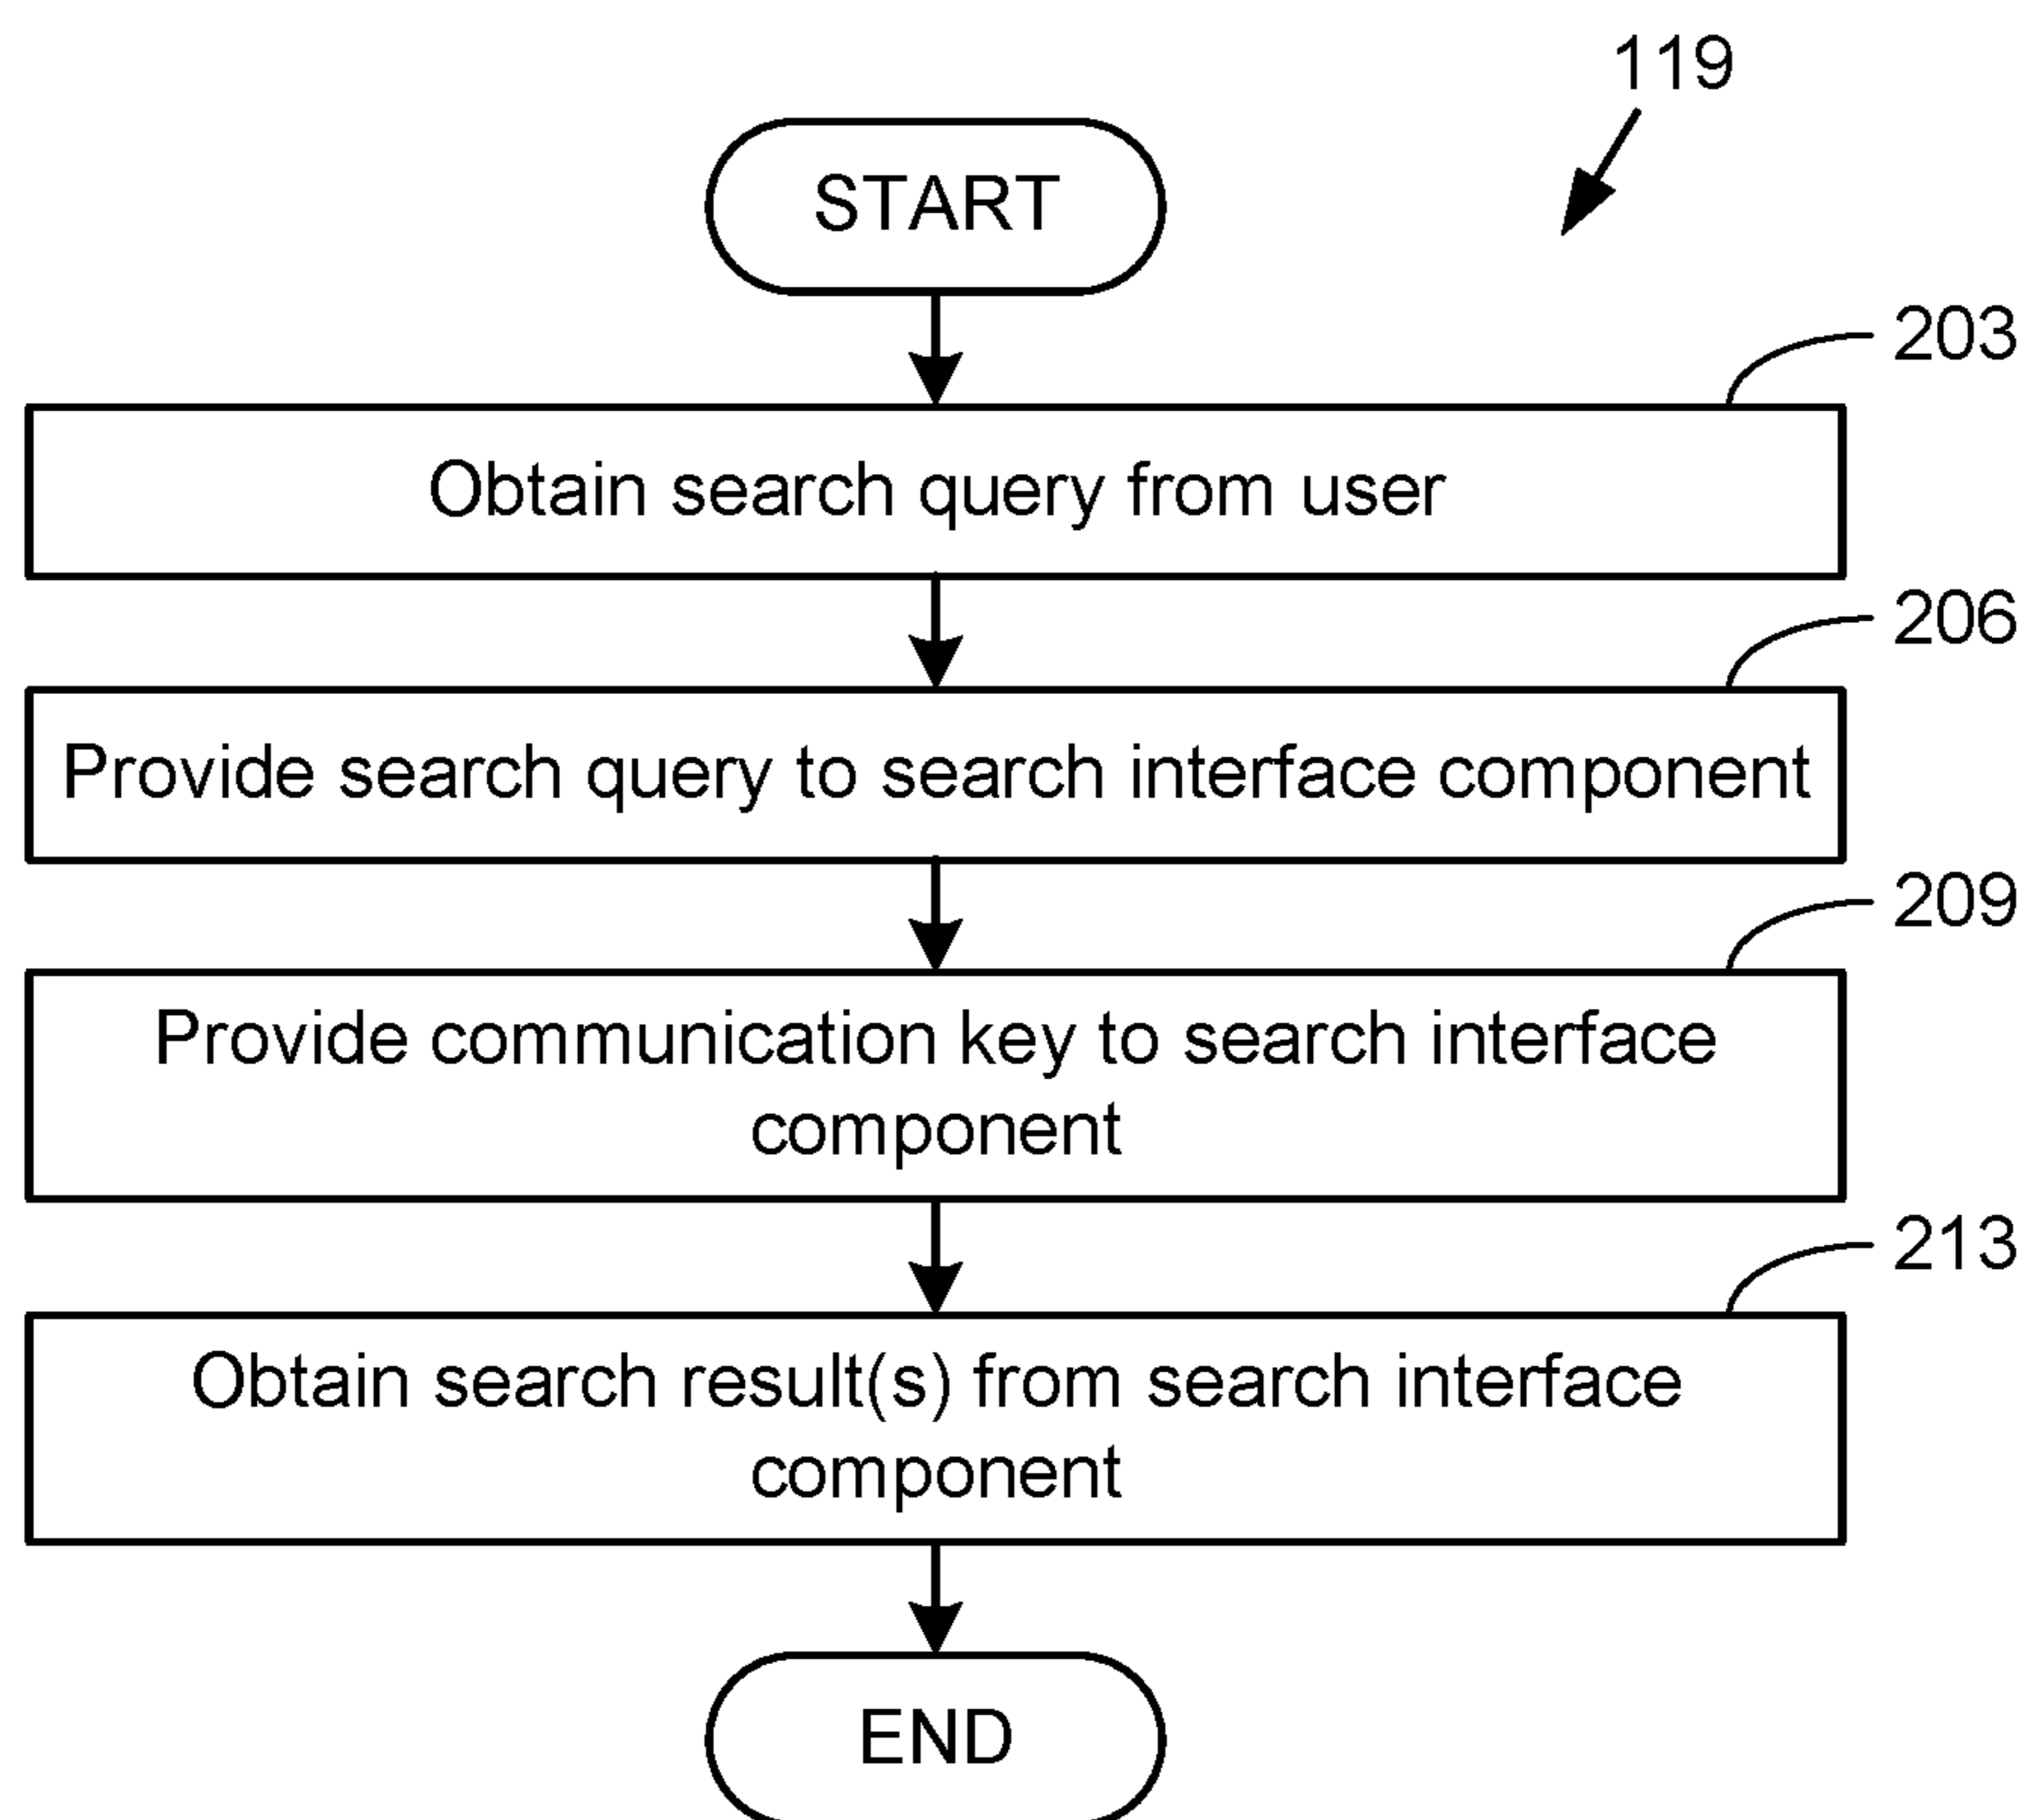 119
START
203
Obtain search query from user
206
Provide search query to search interface component
209
Provide communication key to search interface
component
213
Obtain search result(s) from search interface
component
END